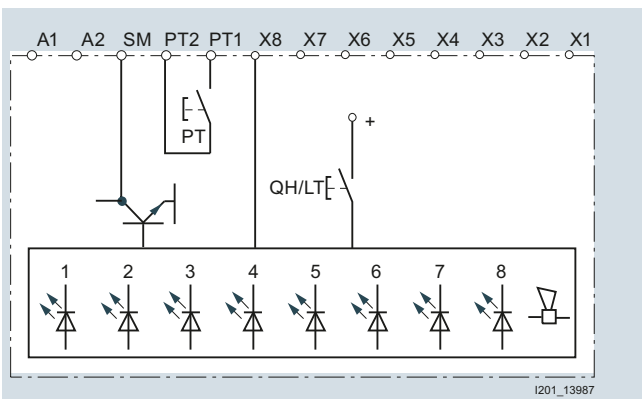 A1 A2 SM PT2 PT1 X8 X7 X6 X5 X4 X3 X2 X1
+
PT
QH/LT
1 2 3 4 5 6 7 8
I201_13987